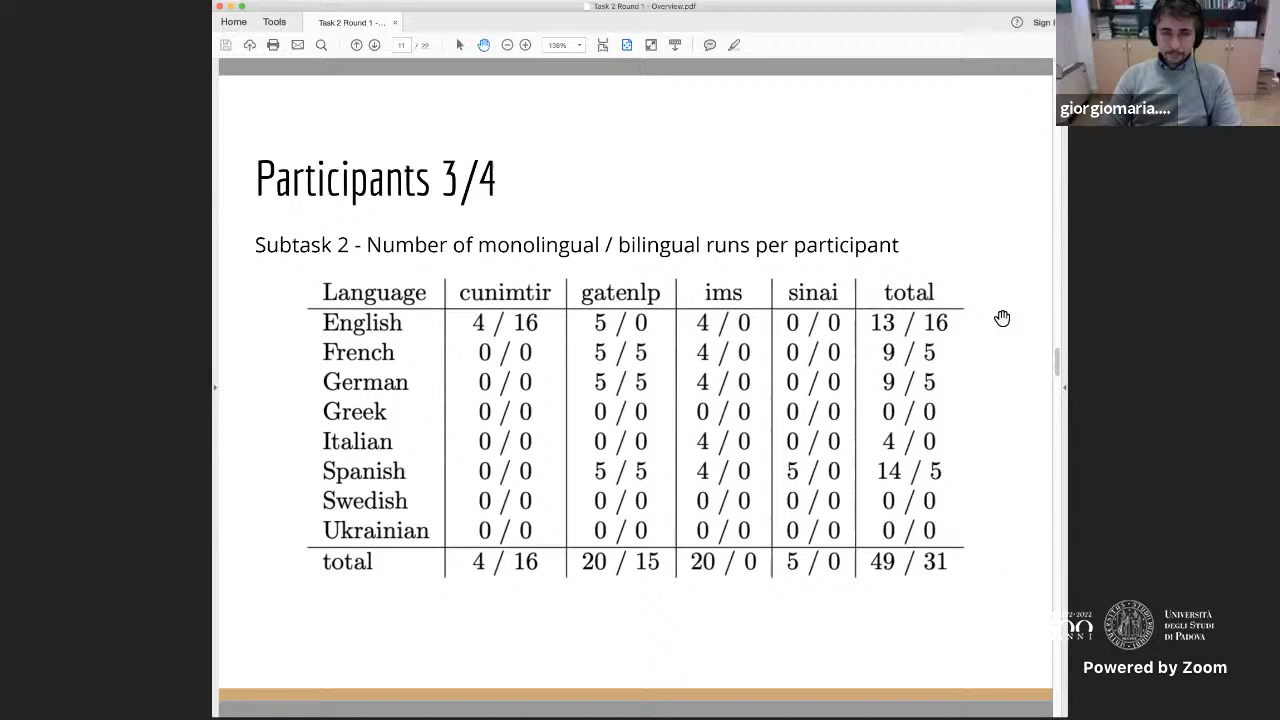 Task 2 Round 1 - Overview.pdf
Home Tools Task 2 Round 1 -... × ? Sign I
11 / 22 136%
giorgiomaria....
Participants 3/4
Subtask 2 - Number of monolingual / bilingual runs per participant
Language cunimtir gatenlp ims sinai total
English 4 / 16 5 / 0 4 / 0 0 / 0 13 / 16
French 0 / 0 5 / 5 4 / 0 0 / 0 9 / 5
German 0 / 0 5 / 5 4 / 0 0 / 0 9 / 5
Greek 0 / 0 0 / 0 0 / 0 0 / 0 0 / 0
Italian 0 / 0 0 / 0 4 / 0 0 / 0 4 / 0
Spanish 0 / 0 5 / 5 4 / 0 5 / 0 14 / 5
Swedish 0 / 0 0 / 0 0 / 0 0 / 0 0 / 0
Ukrainian 0 / 0 0 / 0 0 / 0 0 / 0 0 / 0
total 4 / 16 20 / 15 20 / 0 5 / 0 49 / 31
UNIVERSITÀ
DEGLI STUDI
DI PADOVA
Powered by Zoom